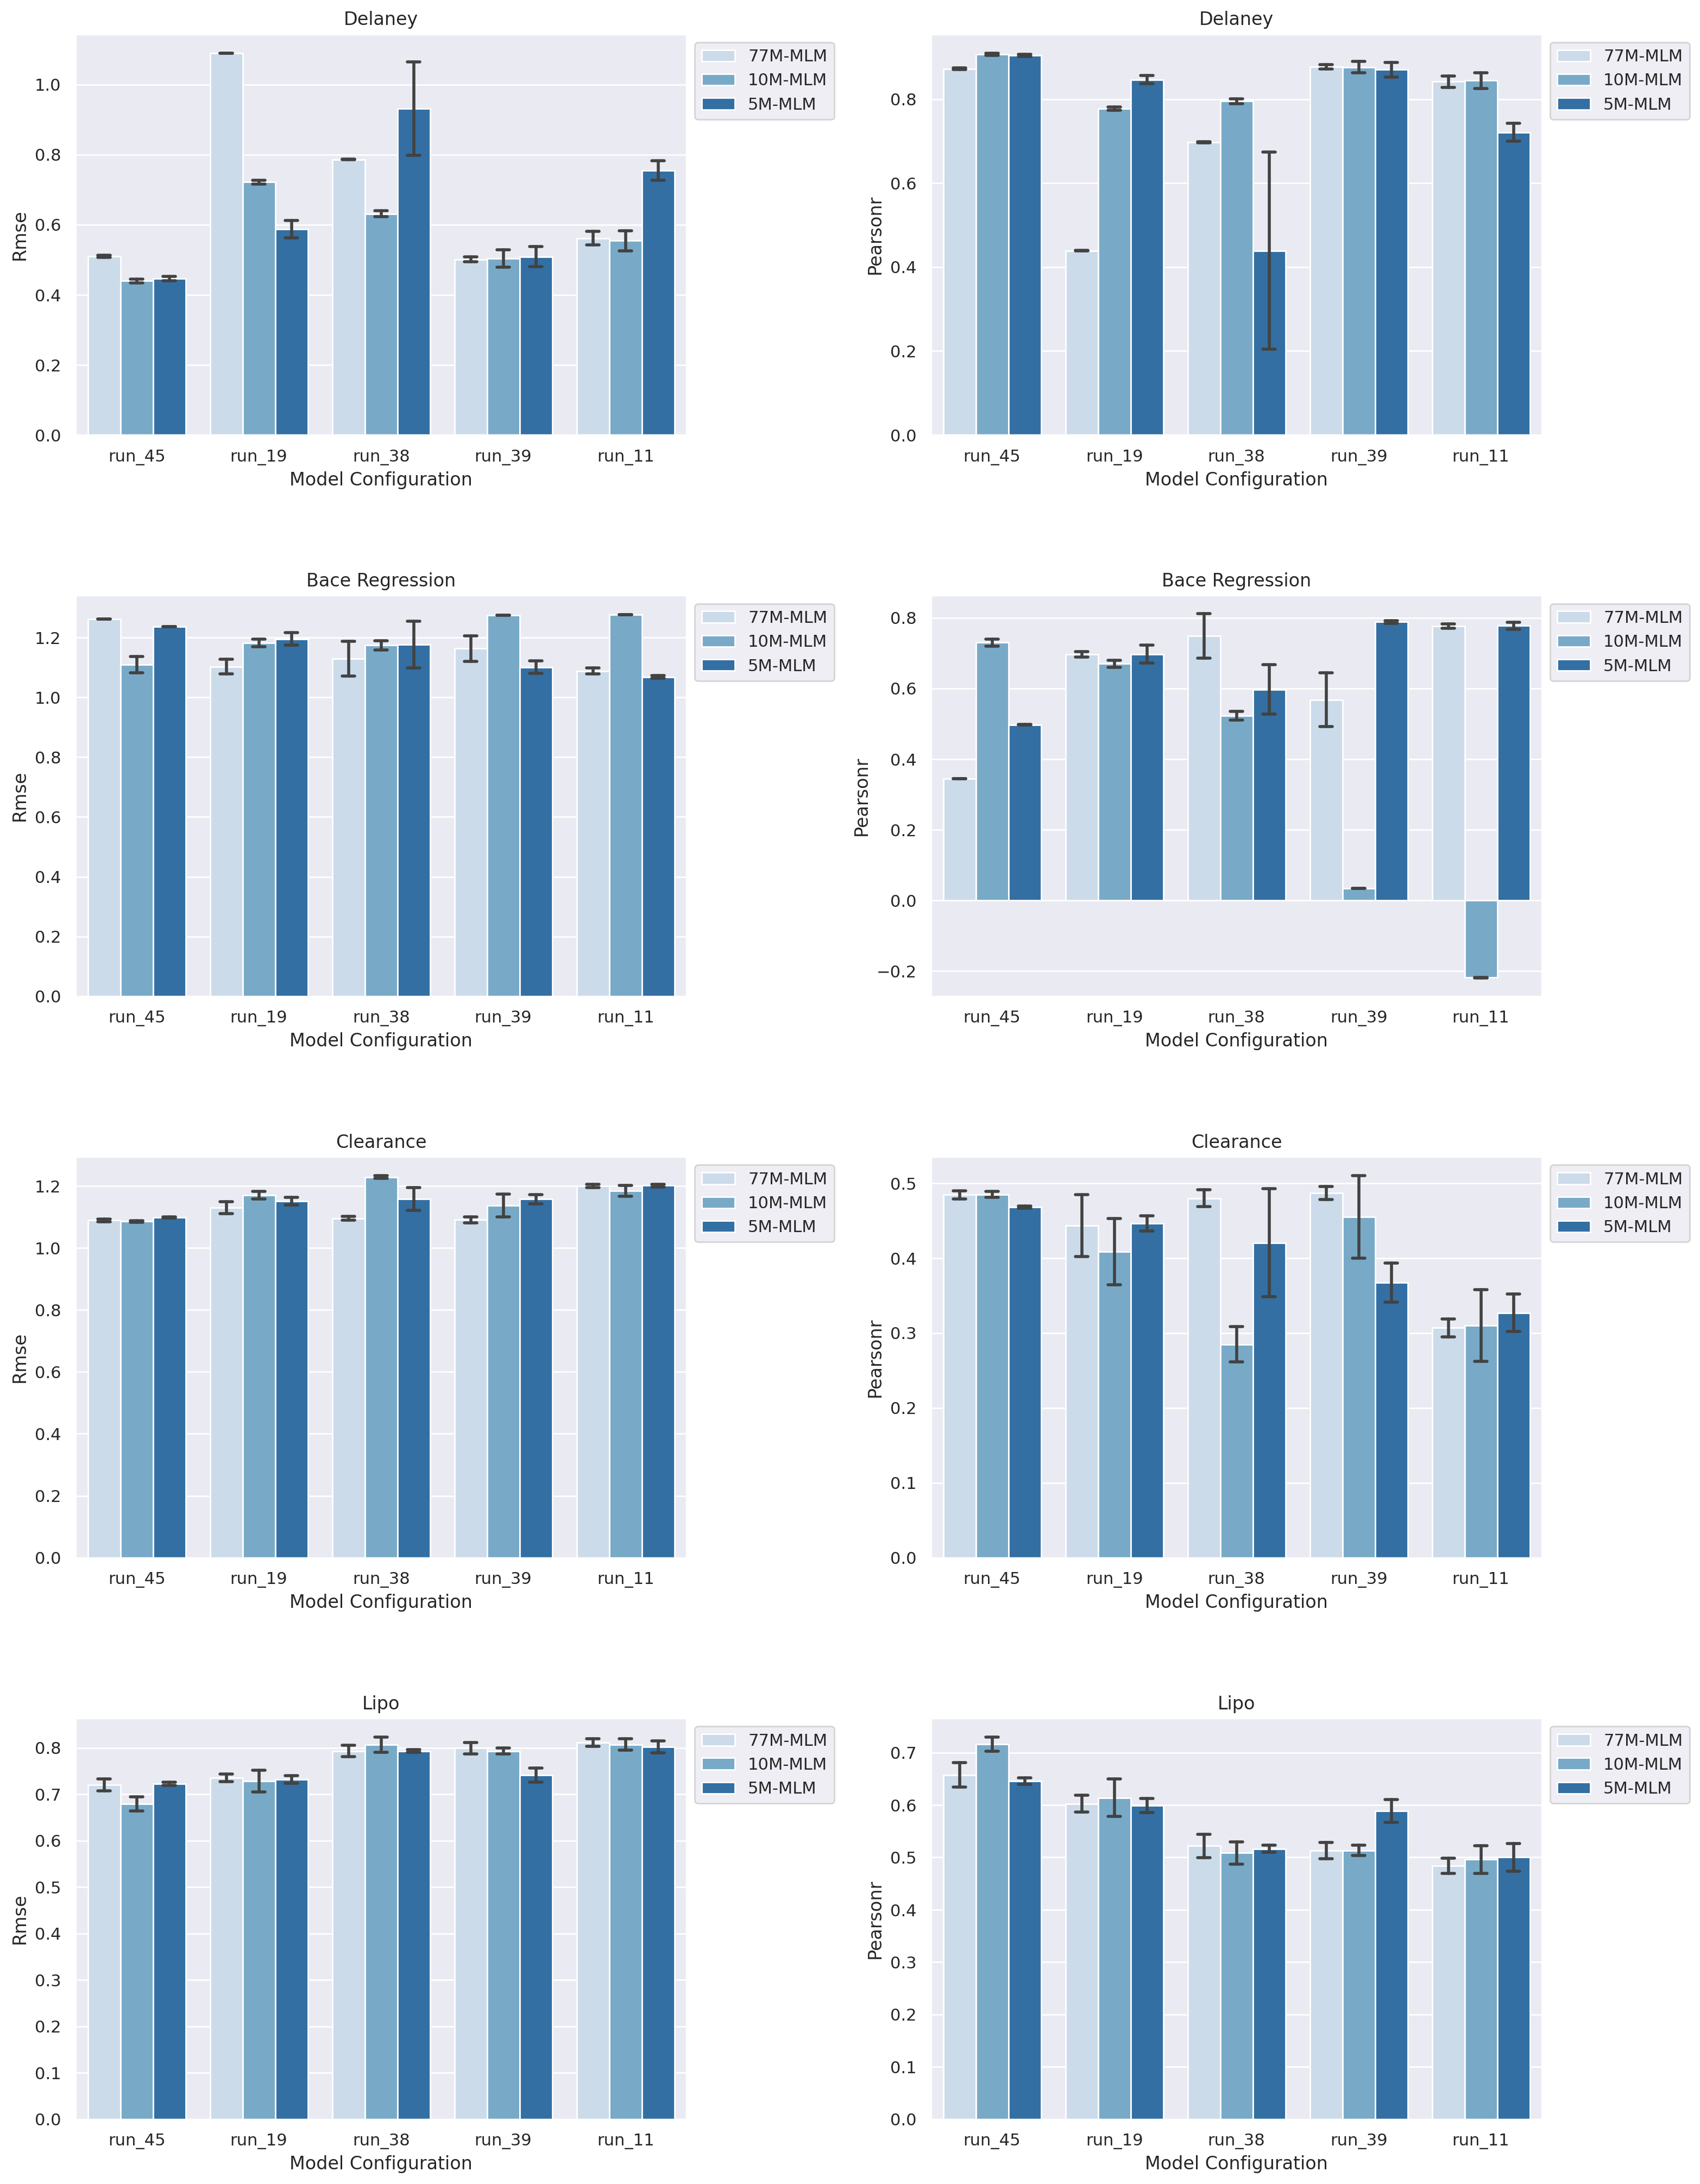 Delaney
1.0
0.8
0.6
0.4
0.2
0.0
Rmse
run_45 run_19 run_38 run_39 run_11
Model Configuration
77M-MLM
10M-MLM
5M-MLM
Delaney
0.8
0.6
0.4
0.2
0.0
Pearsonr
run_45 run_19 run_38 run_39 run_11
Model Configuration
77M-MLM
10M-MLM
5M-MLM
Bace Regression
1.2
1.0
0.8
0.6
0.4
0.2
0.0
Rmse
run_45 run_19 run_38 run_39 run_11
Model Configuration
77M-MLM
10M-MLM
5M-MLM
Bace Regression
0.8
0.6
0.4
0.2
0.0
−0.2
Pearsonr
run_45 run_19 run_38 run_39 run_11
Model Configuration
77M-MLM
10M-MLM
5M-MLM
Clearance
1.2
1.0
0.8
0.6
0.4
0.2
0.0
Rmse
run_45 run_19 run_38 run_39 run_11
Model Configuration
77M-MLM
10M-MLM
5M-MLM
Clearance
0.5
0.4
0.3
0.2
0.1
0.0
Pearsonr
run_45 run_19 run_38 run_39 run_11
Model Configuration
77M-MLM
10M-MLM
5M-MLM
Lipo
0.8
0.7
0.6
0.5
0.4
0.3
0.2
0.1
0.0
Rmse
run_45 run_19 run_38 run_39 run_11
Model Configuration
77M-MLM
10M-MLM
5M-MLM
Lipo
0.7
0.6
0.5
0.4
0.3
0.2
0.1
0.0
Pearsonr
run_45 run_19 run_38 run_39 run_11
Model Configuration
77M-MLM
10M-MLM
5M-MLM